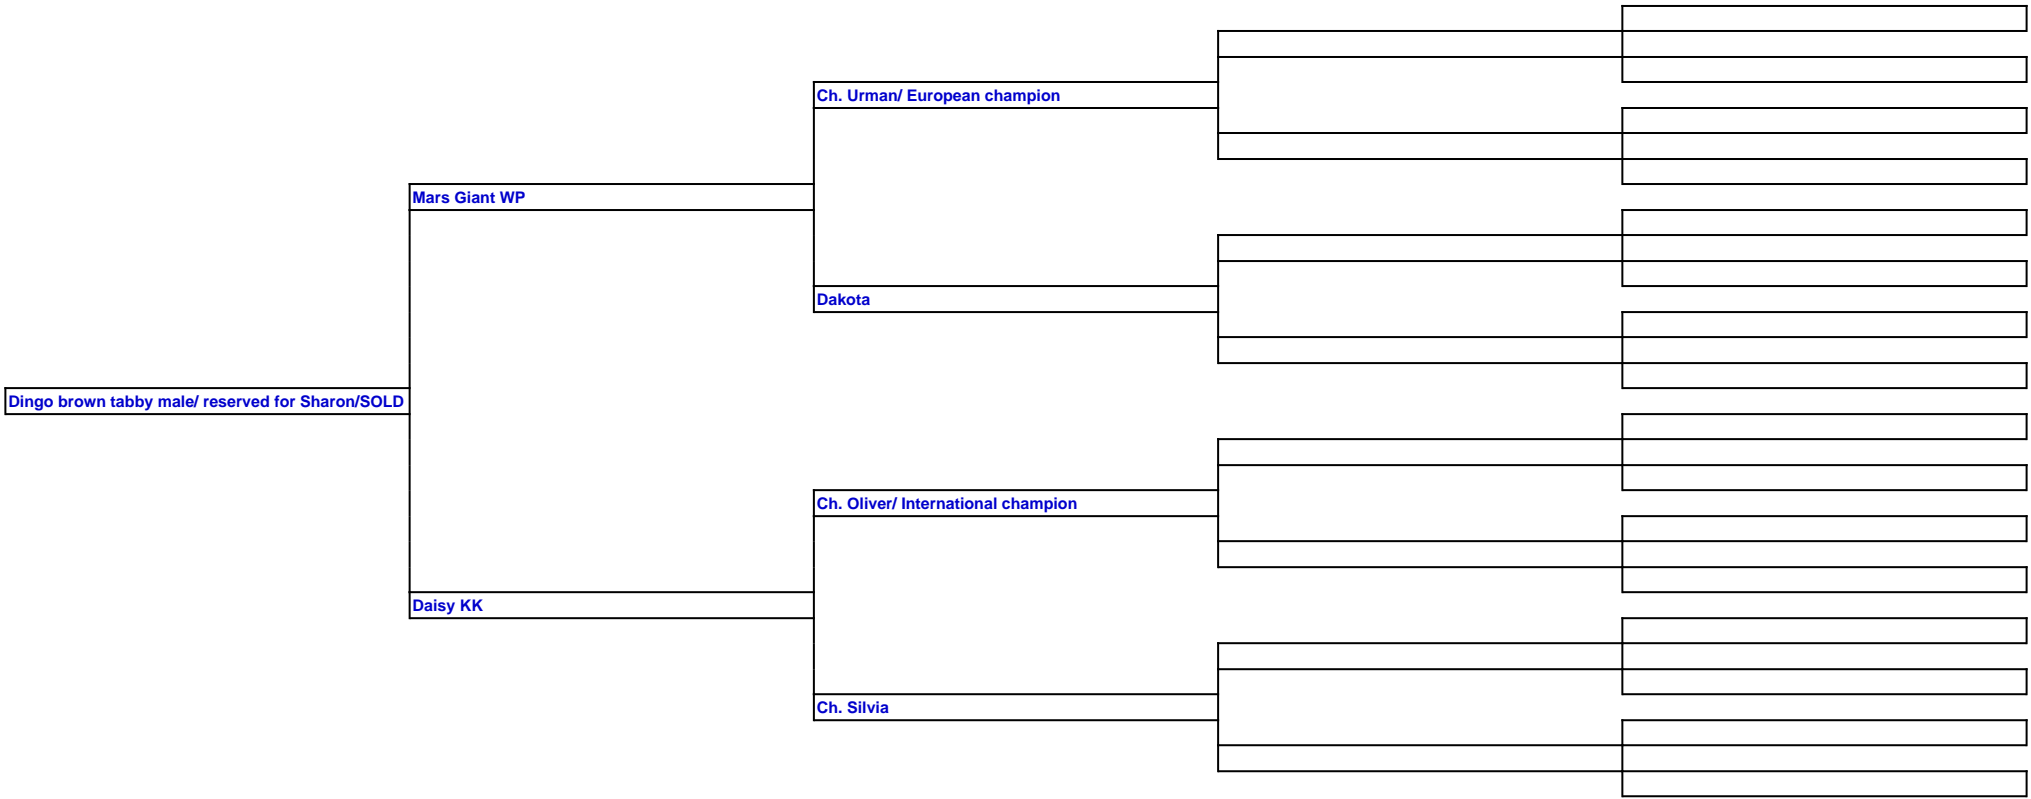 Ch. Urman/ European champion
Mars Giant WP
Dakota
Dingo brown tabby male/ reserved for Sharon/SOLD
Ch. Oliver/ International champion
Daisy KK
Ch. Silvia